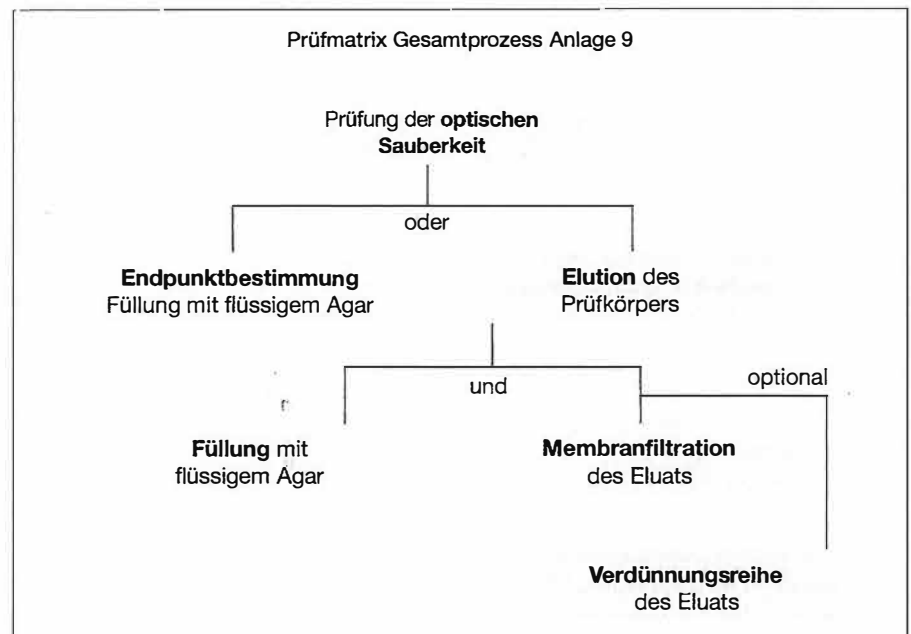 Prüfmatrix Gesamtprozess Anlage 9
Prüfung der optischen
Sauberkeit
oder
Endpunktbestimmung
Füllung mit flüssigem Agar
Elution des
Prüfkörpers
und
optional
Füllung mit
flüssigem Agar
Membranfiltration
des Eluats
Verdünnungsreihe
des Eluats